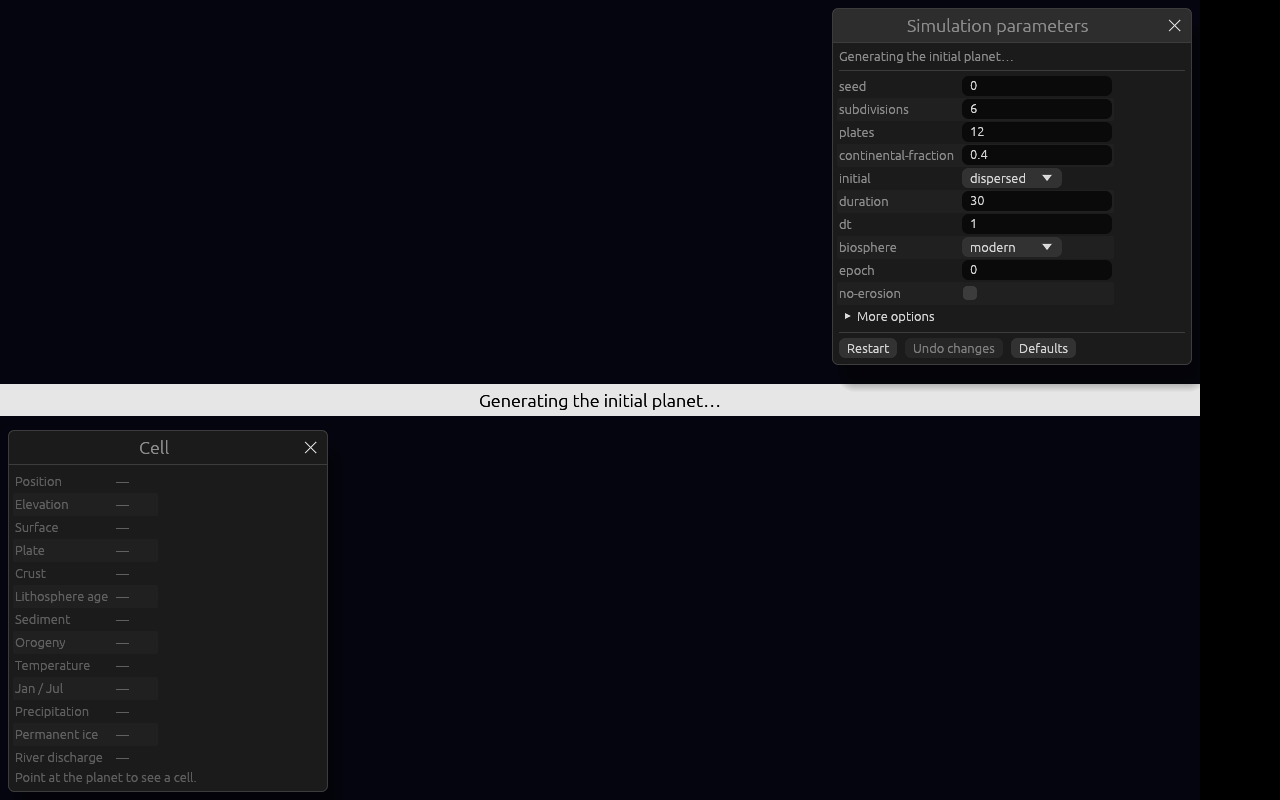 Simulation parameters
Generating the initial planet…
seed 0
subdivisions 6
plates 12
continental-fraction 0.4
initial dispersed
duration 30
dt 1
biosphere modern
epoch 0
no-erosion
More options
Restart Undo changes Defaults
Generating the initial planet…
Cell
Position —
Elevation —
Surface —
Plate —
Crust —
Lithosphere age —
Sediment —
Orogeny —
Temperature —
Jan / Jul —
Precipitation —
Permanent ice —
River discharge —
Point at the planet to see a cell.